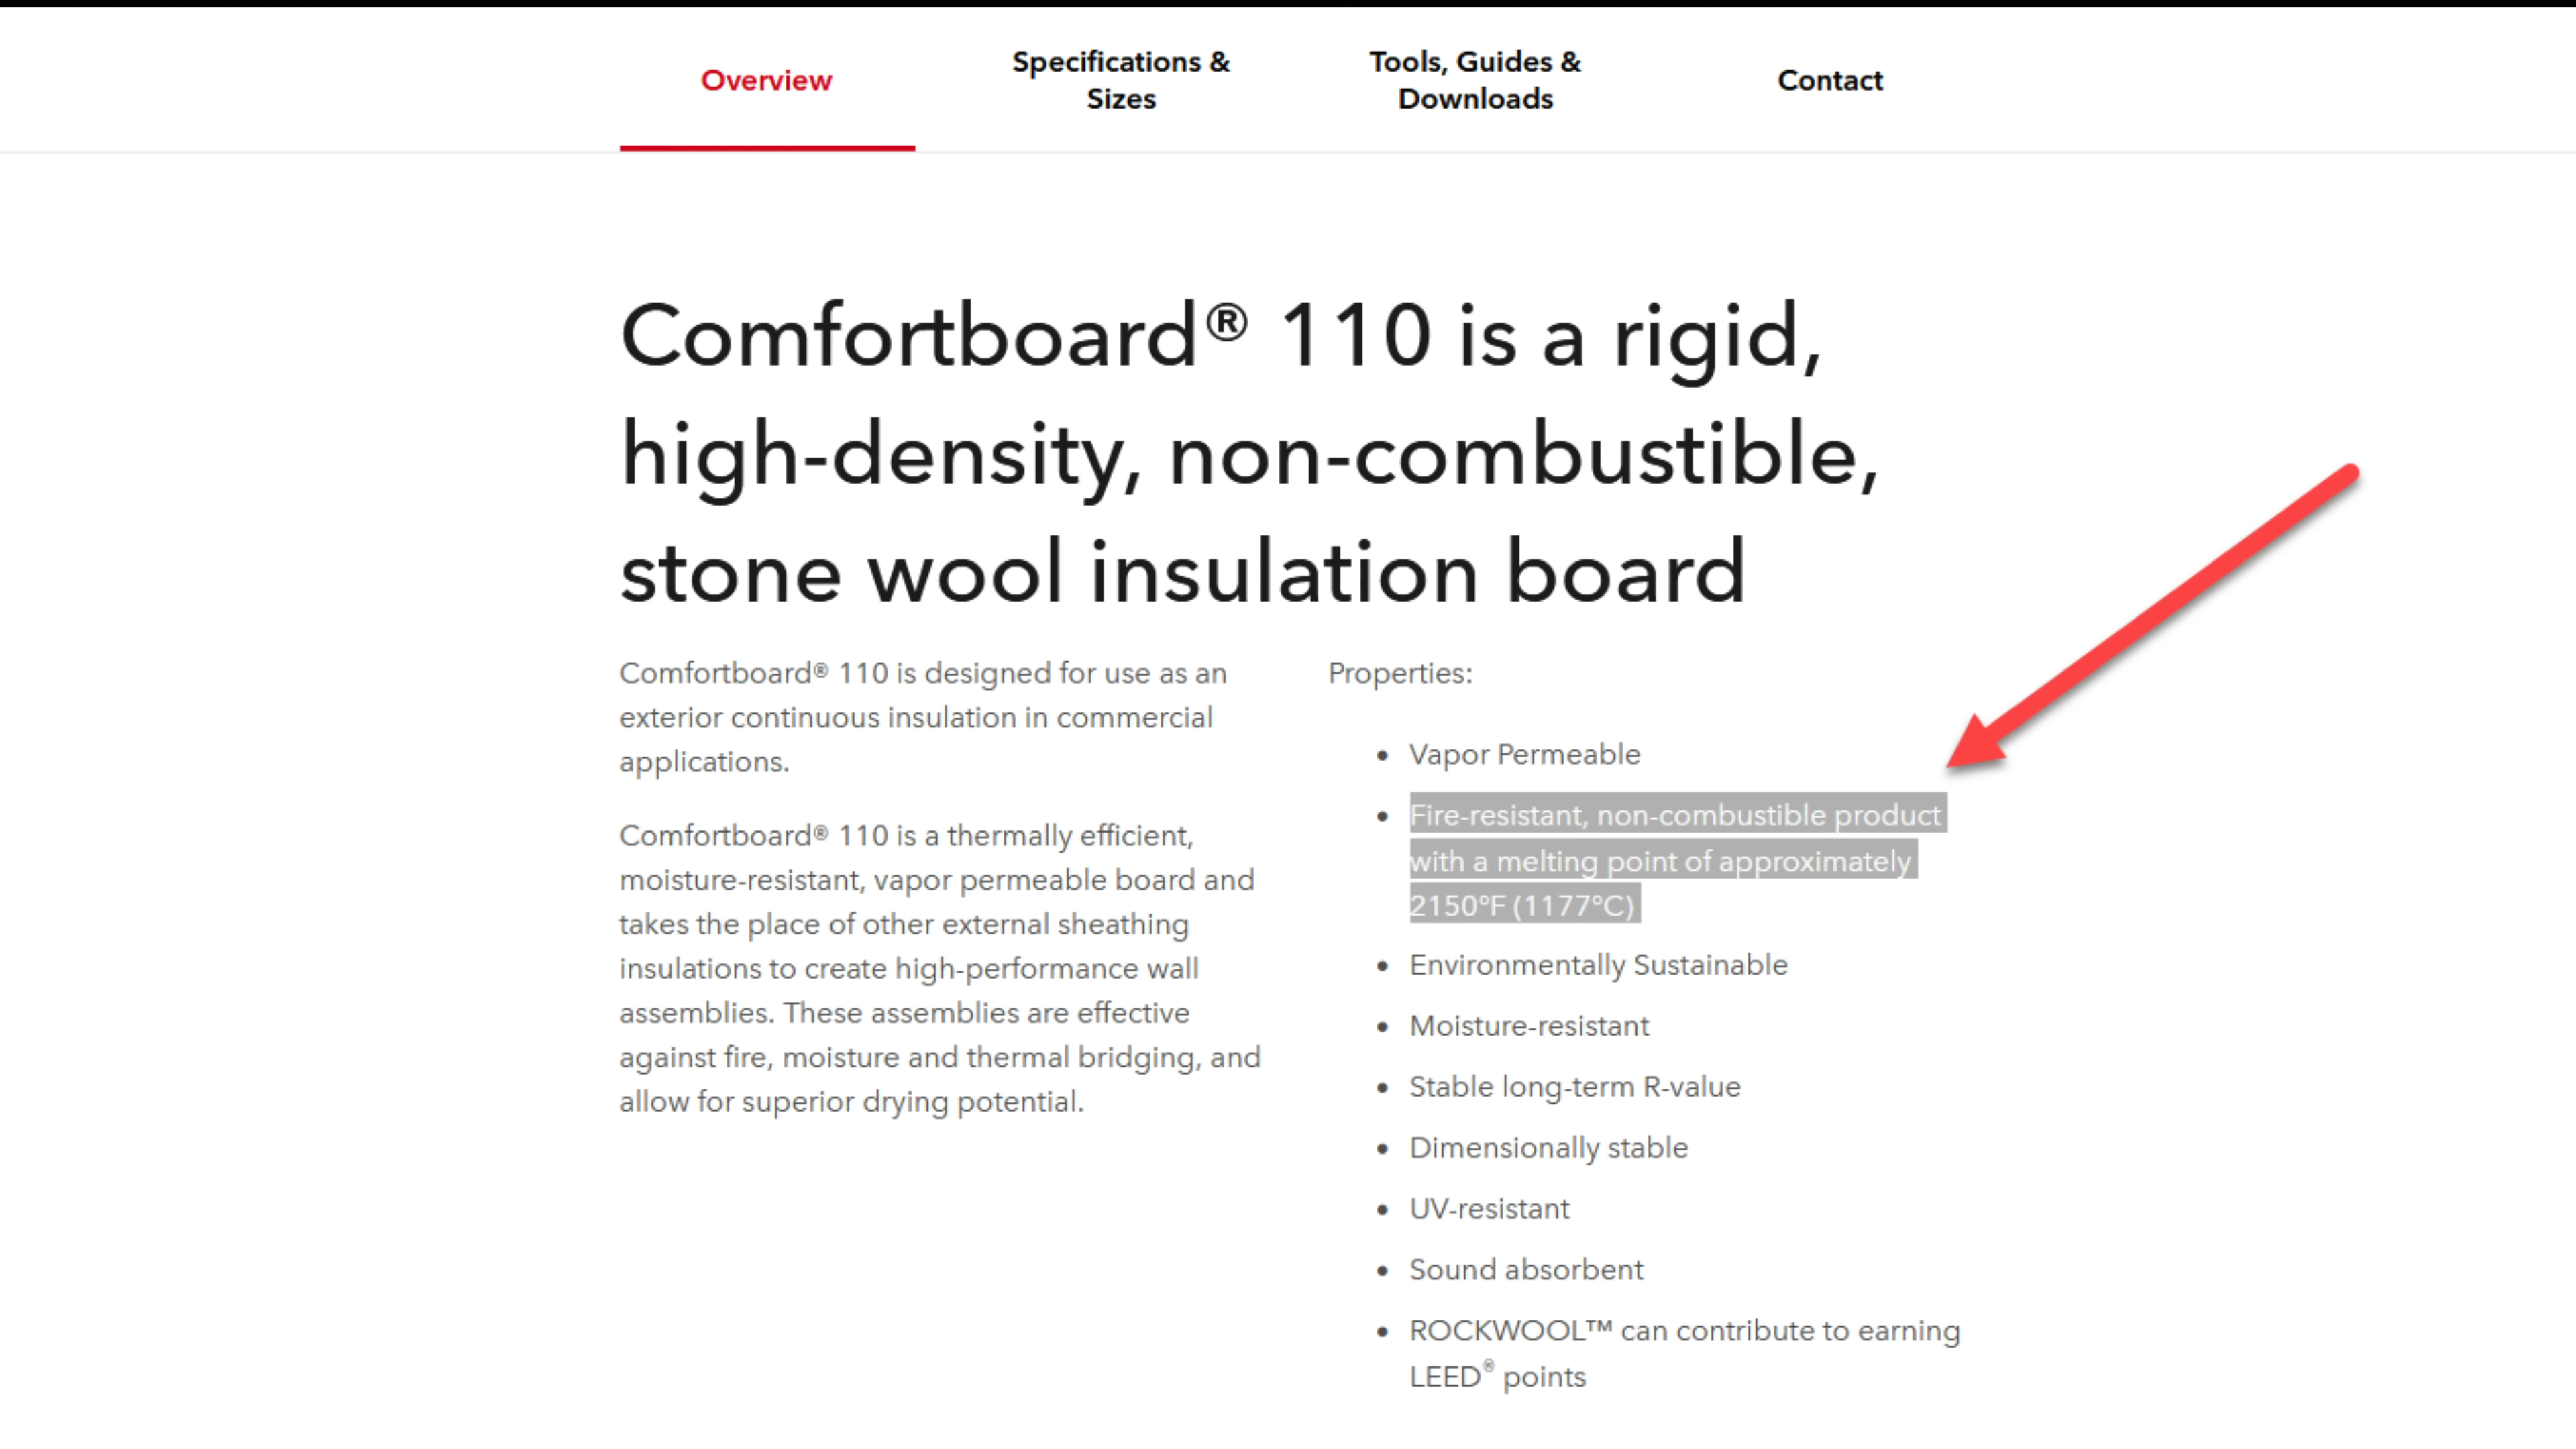 Overview
Specifications &
Sizes
Tools, Guides &
Downloads
Contact
Comfortboard® 110 is a rigid,
high-density, non-combustible,
stone wool insulation board
Comfortboard® 110 is designed for use as an
exterior continuous insulation in commercial
applications.
Comfortboard® 110 is a thermally efficient,
moisture-resistant, vapor permeable board and
takes the place of other external sheathing
insulations to create high-performance wall
assemblies. These assemblies are effective
against fire, moisture and thermal bridging, and
allow for superior drying potential.
Properties:
• Vapor Permeable
• Fire-resistant, non-combustible product
with a melting point of approximately
2150°F (1177°C)
• Environmentally Sustainable
• Moisture-resistant
• Stable long-term R-value
• Dimensionally stable
• UV-resistant
• Sound absorbent
• ROCKWOOL™ can contribute to earning
LEED® points